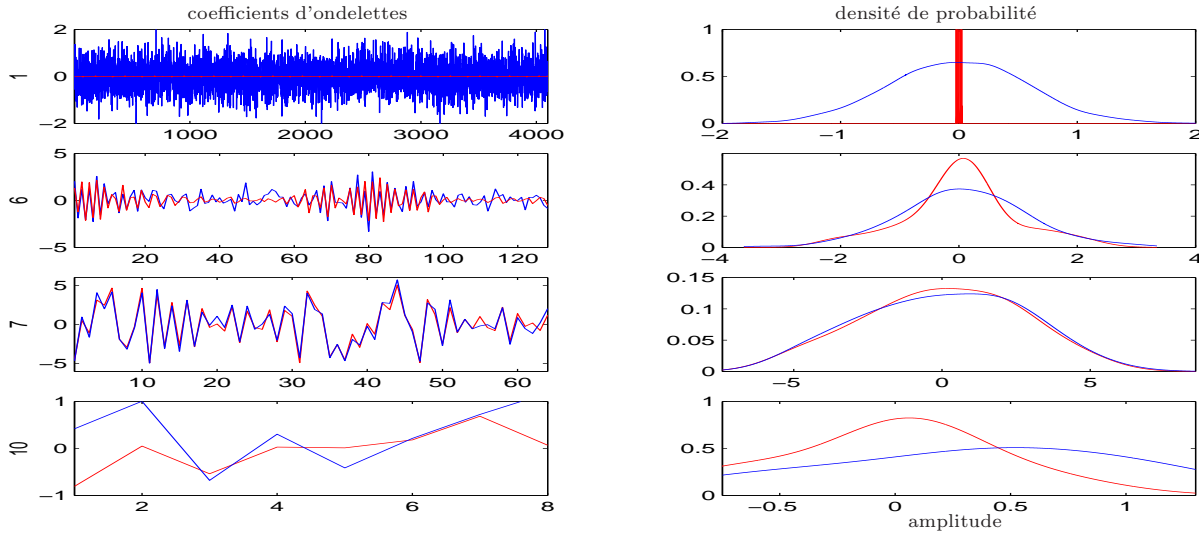 coefficients d'ondelettes
densité de probabilité
2
0
−2
1
1000 2000 3000 4000
1
0.5
0
−2 −1 0 1 2
5
0
−5
6
20 40 60 80 100 120
0.4
0.2
0
−4 −2 0 2 4
5
0
−5
7
10 20 30 40 50 60
0.15
0.1
0.05
0
−5 0 5
1
0
−1
10
2 4 6 8
1
0.5
0
−0.5 0 0.5 1
amplitude